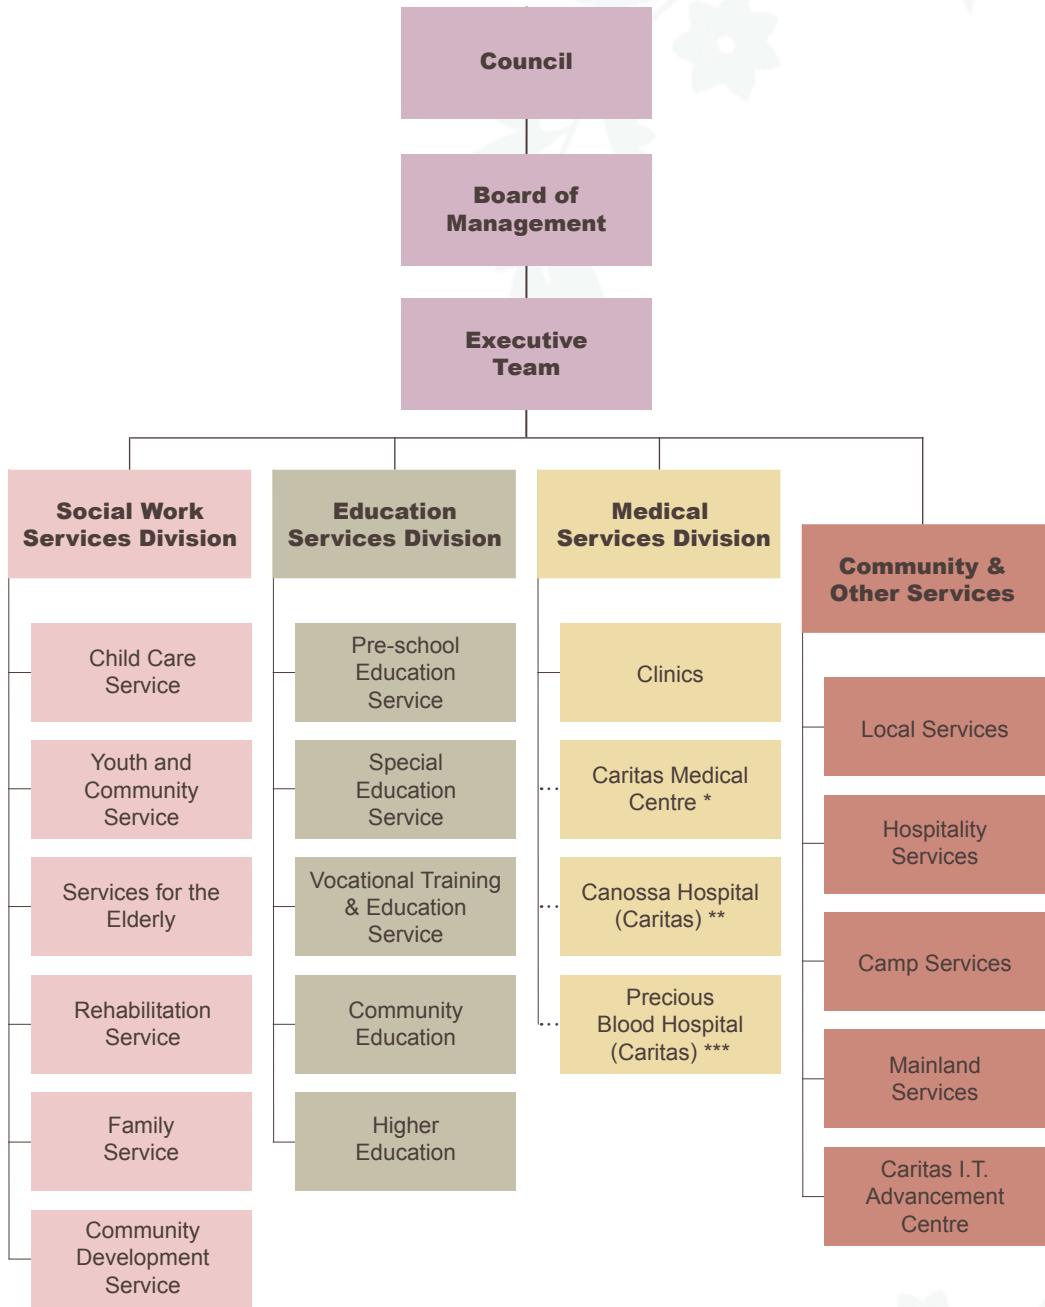 Council
Board of
Management
Executive
Team
Social Work
Services Division
Child Care
Service
Youth and
Community
Service
Services for the
Elderly
Rehabilitation
Service
Family
Service
Community
Development
Service
Education
Services Division
Pre-school
Education
Service
Special
Education
Service
Vocational Training
& Education
Service
Community
Education
Higher
Education
Medical
Services Division
Clinics
Caritas Medical
Centre *
Canossa Hospital
(Caritas) **
Precious
Blood Hospital
(Caritas) ***
Community &
Other Services
Local Services
Hospitality
Services
Camp Services
Mainland
Services
Caritas I.T.
Advancement
Centre